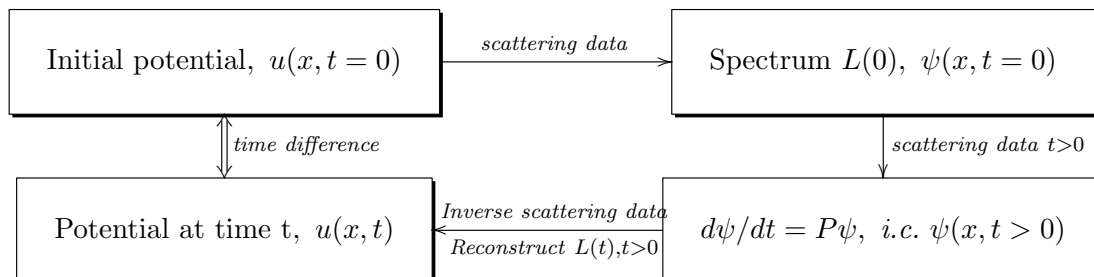 Initial potential, u(x, t = 0)
scattering data
Spectrum L(0), ψ(x, t = 0)
time difference
scattering data t>0
Potential at time t, u(x, t)
Inverse scattering data
Reconstruct L(t),t>0
dψ/dt = Pψ, i.c. ψ(x, t > 0)